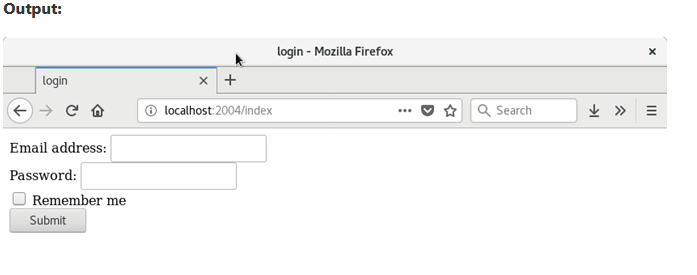 Output:
login - Mozilla Firefox
login
localhost:2004/index
Search
Email address:
Password:
Remember me
Submit